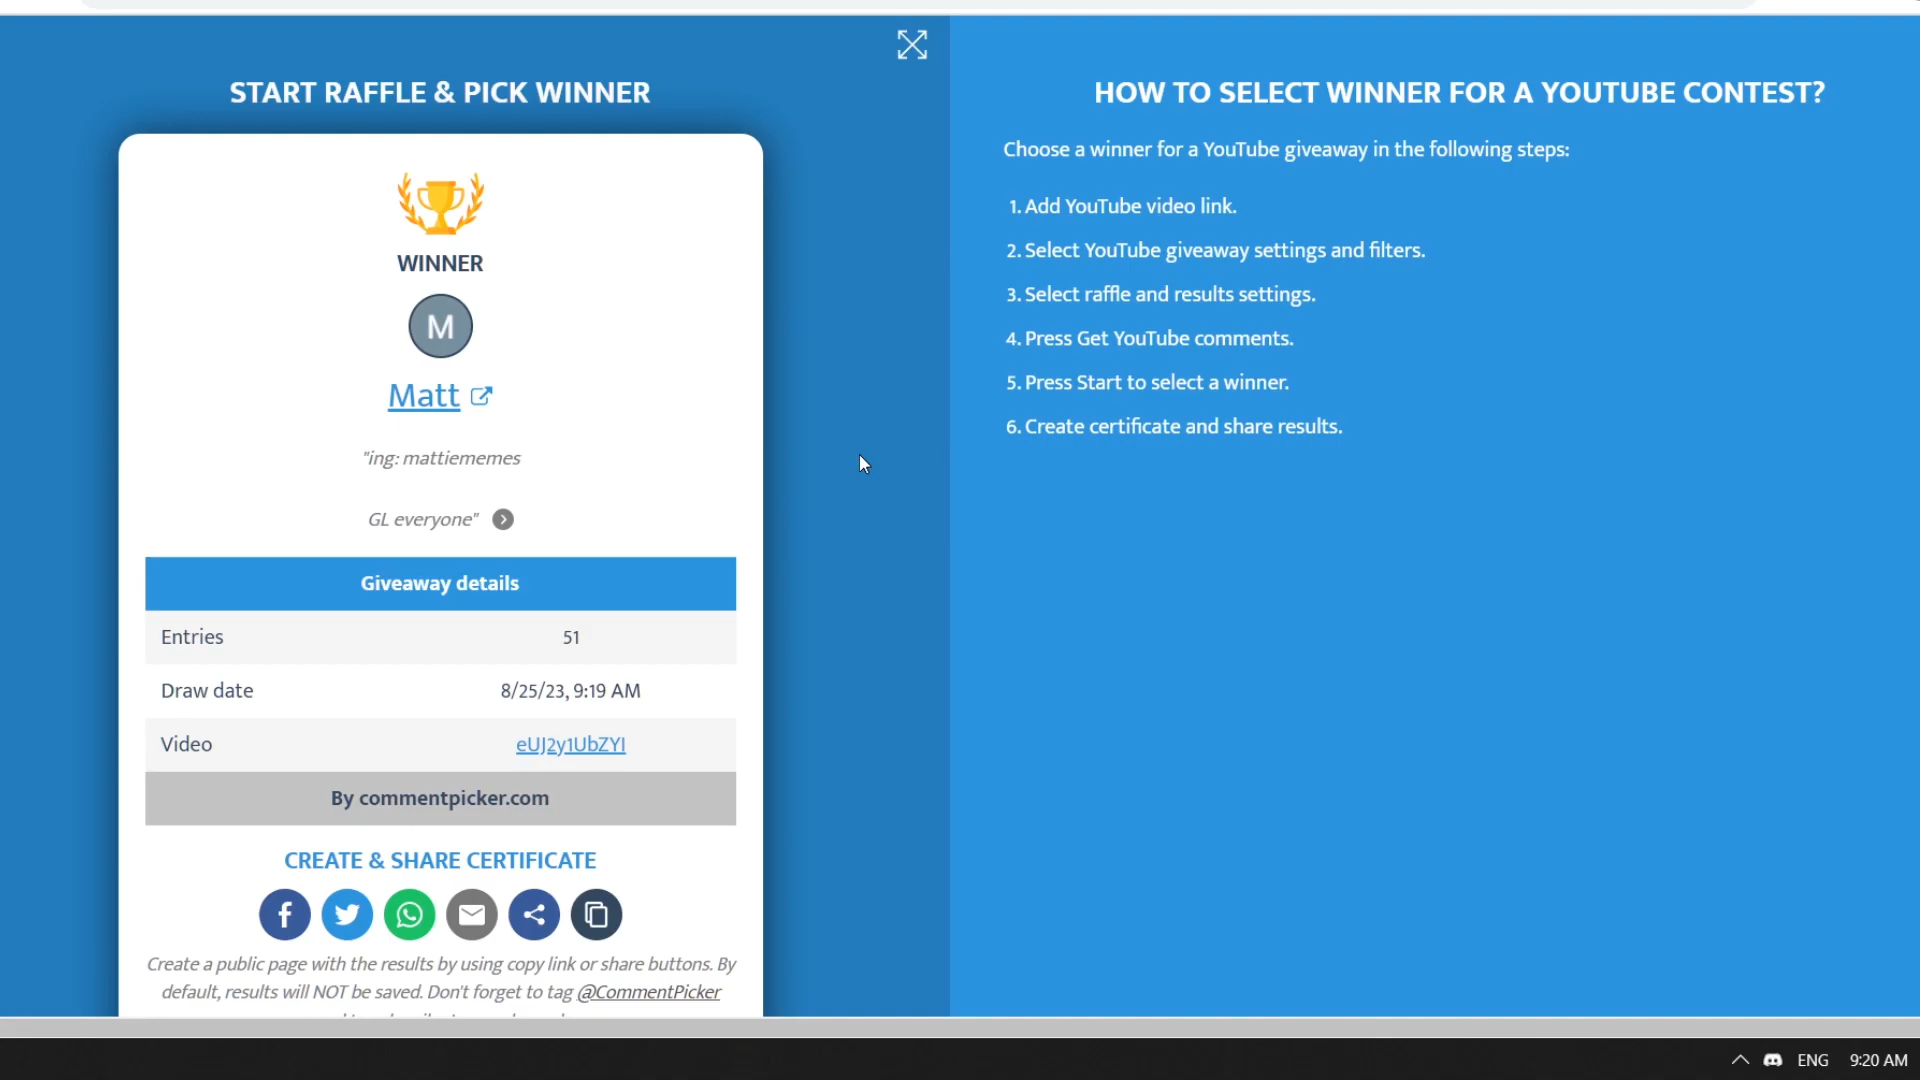 START RAFFLE & PICK WINNER
WINNER
M
Matt
"ing: mattiememes
GL everyone"
Giveaway details
Entries 51
Draw date 8/25/23, 9:19 AM
Video eUJ2y1UbZYI
By commentpicker.com
CREATE & SHARE CERTIFICATE
Create a public page with the results by using copy link or share buttons. By
default, results will NOT be saved. Don't forget to tag @CommentPicker
HOW TO SELECT WINNER FOR A YOUTUBE CONTEST?
Choose a winner for a YouTube giveaway in the following steps:
1. Add YouTube video link.
2. Select YouTube giveaway settings and filters.
3. Select raffle and results settings.
4. Press Get YouTube comments.
5. Press Start to select a winner.
6. Create certificate and share results.
ENG 9:20 AM